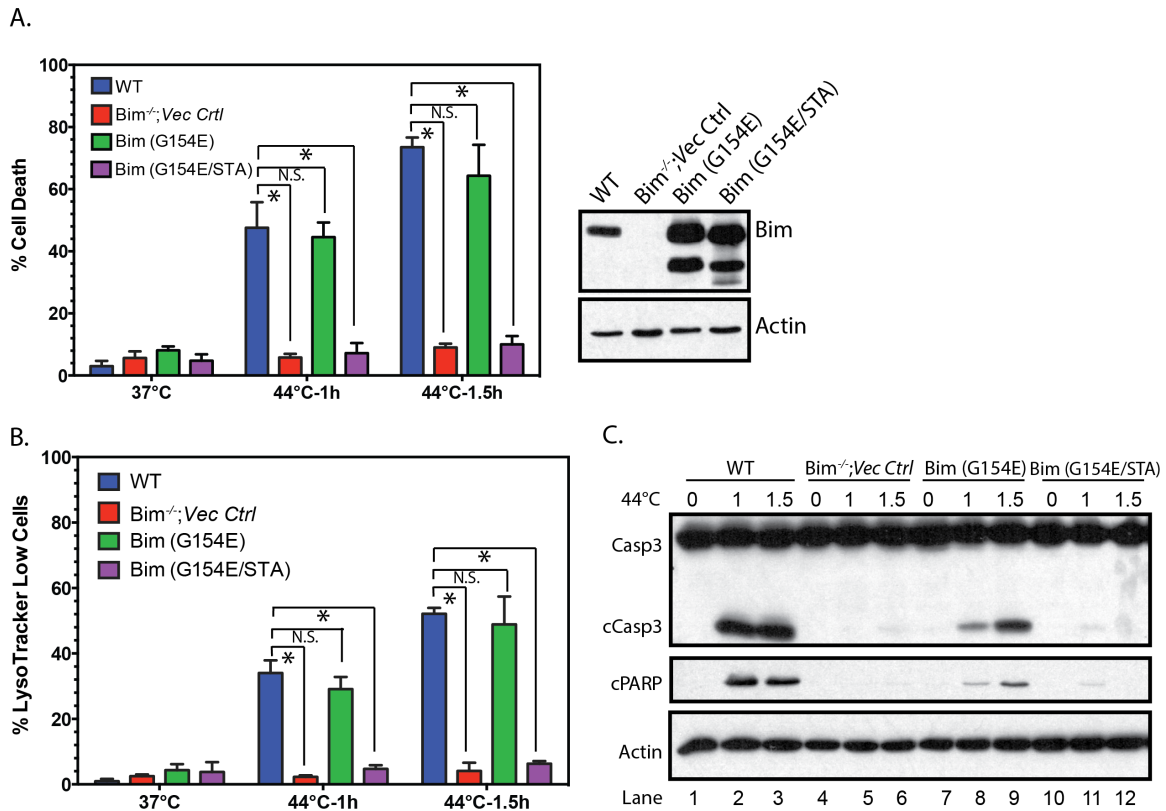 A.
100
80
60
40
20
0
% Cell Death
WT
Bim-/-;Vec Crtl
Bim (G154E)
Bim (G154E/STA)
* N.S. *
* N.S. *
37°C 44°C-1h 44°C-1.5h
WT Bim-/-;Vec Ctrl Bim (G154E) Bim (G154E/STA)
Bim
Actin
B.
100
80
60
40
20
0
% LysoTracker Low Cells
WT
Bim-/-;Vec Ctrl
Bim (G154E)
Bim (G154E/STA)
* N.S. *
* N.S. *
37°C 44°C-1h 44°C-1.5h
C.
WT Bim-/-;Vec Ctrl Bim (G154E) Bim (G154E/STA)
44°C 0 1 1.5 0 1 1.5 0 1 1.5 0 1 1.5
Casp3
cCasp3
cPARP
Actin
Lane 1 2 3 4 5 6 7 8 9 10 11 12